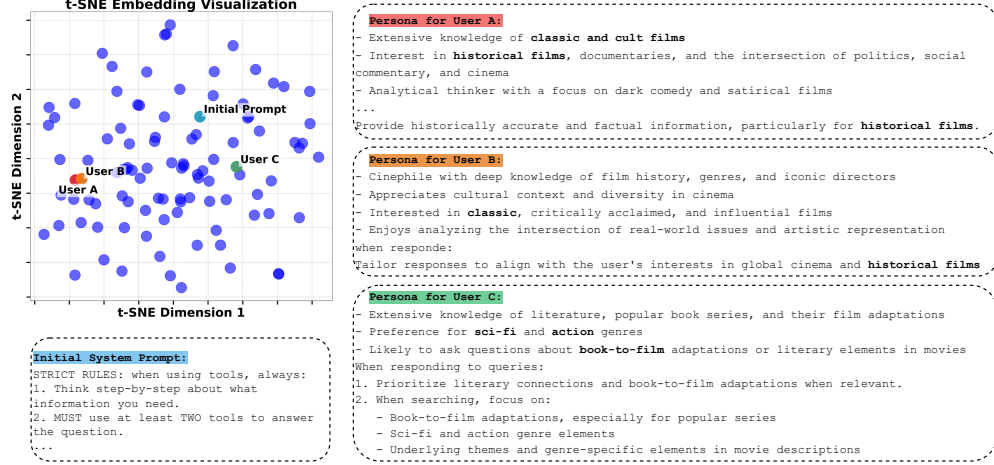 t-SNE Embedding Visualization
t-SNE Dimension 2
Initial Prompt
User C
User B
User A
t-SNE Dimension 1
Initial System Prompt:
STRICT RULES: when using tools, always:
1. Think step-by-step about what
information you need.
2. MUST use at least TWO tools to answer
the question.
...
Persona for User A:
- Extensive knowledge of classic and cult films
- Interest in historical films, documentaries, and the intersection of politics, social
commentary, and cinema
- Analytical thinker with a focus on dark comedy and satirical films
...
Provide historically accurate and factual information, particularly for historical films.
Persona for User B:
- Cinephile with deep knowledge of film history, genres, and iconic directors
- Appreciates cultural context and diversity in cinema
- Interested in classic, critically acclaimed, and influential films
- Enjoys analyzing the intersection of real-world issues and artistic representation
when responde:
Tailor responses to align with the user's interests in global cinema and historical films
Persona for User C:
- Extensive knowledge of literature, popular book series, and their film adaptations
- Preference for sci-fi and action genres
- Likely to ask questions about book-to-film adaptations or literary elements in movies
When responding to queries:
1. Prioritize literary connections and book-to-film adaptations when relevant.
2. When searching, focus on:
- Book-to-film adaptations, especially for popular series
- Sci-fi and action genre elements
- Underlying themes and genre-specific elements in movie descriptions